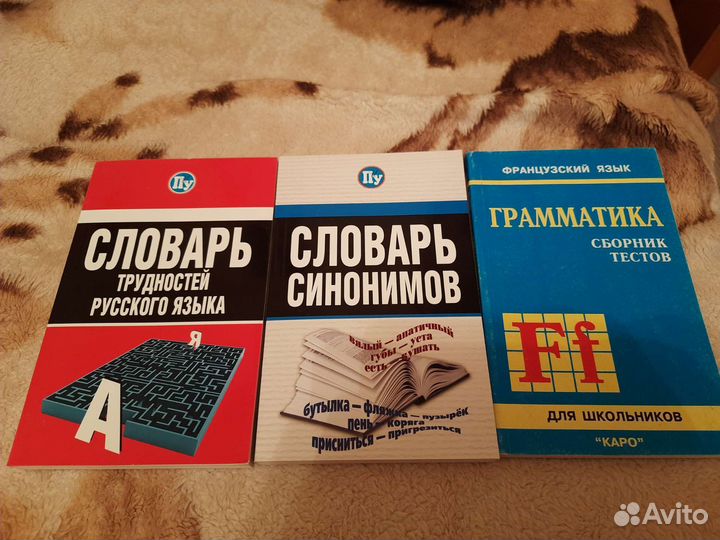 Пу
СЛОВАРЬ
ТРУДНОСТЕЙ
РУССКОГО ЯЗЫКА
Я
А
Пу
СЛОВАРЬ
СИНОНИМОВ
вялый — апатичный
губы — уста
есть — кушать
бутылка — фляжка — пузырёк
пень — коряга
присниться — пригрезиться
ФРАНЦУЗСКИЙ ЯЗЫК
ГРАММАТИКА
СБОРНИК
ТЕСТОВ
Ff
ДЛЯ ШКОЛЬНИКОВ
"КАРО"
Avito